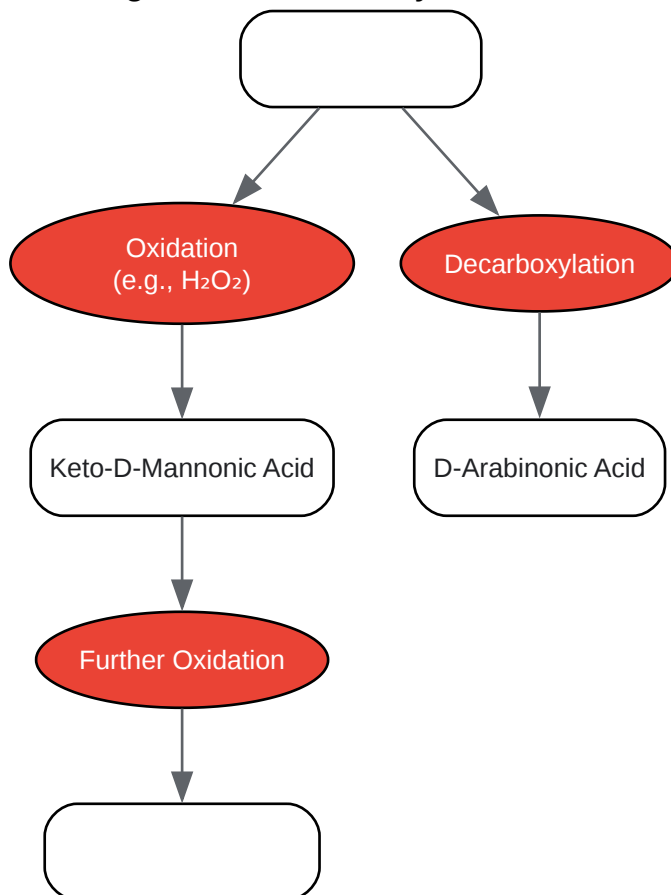 Oxidation
(e.g., H₂O₂)
Decarboxylation
Keto-D-Mannonic Acid
D-Arabinonic Acid
Further Oxidation